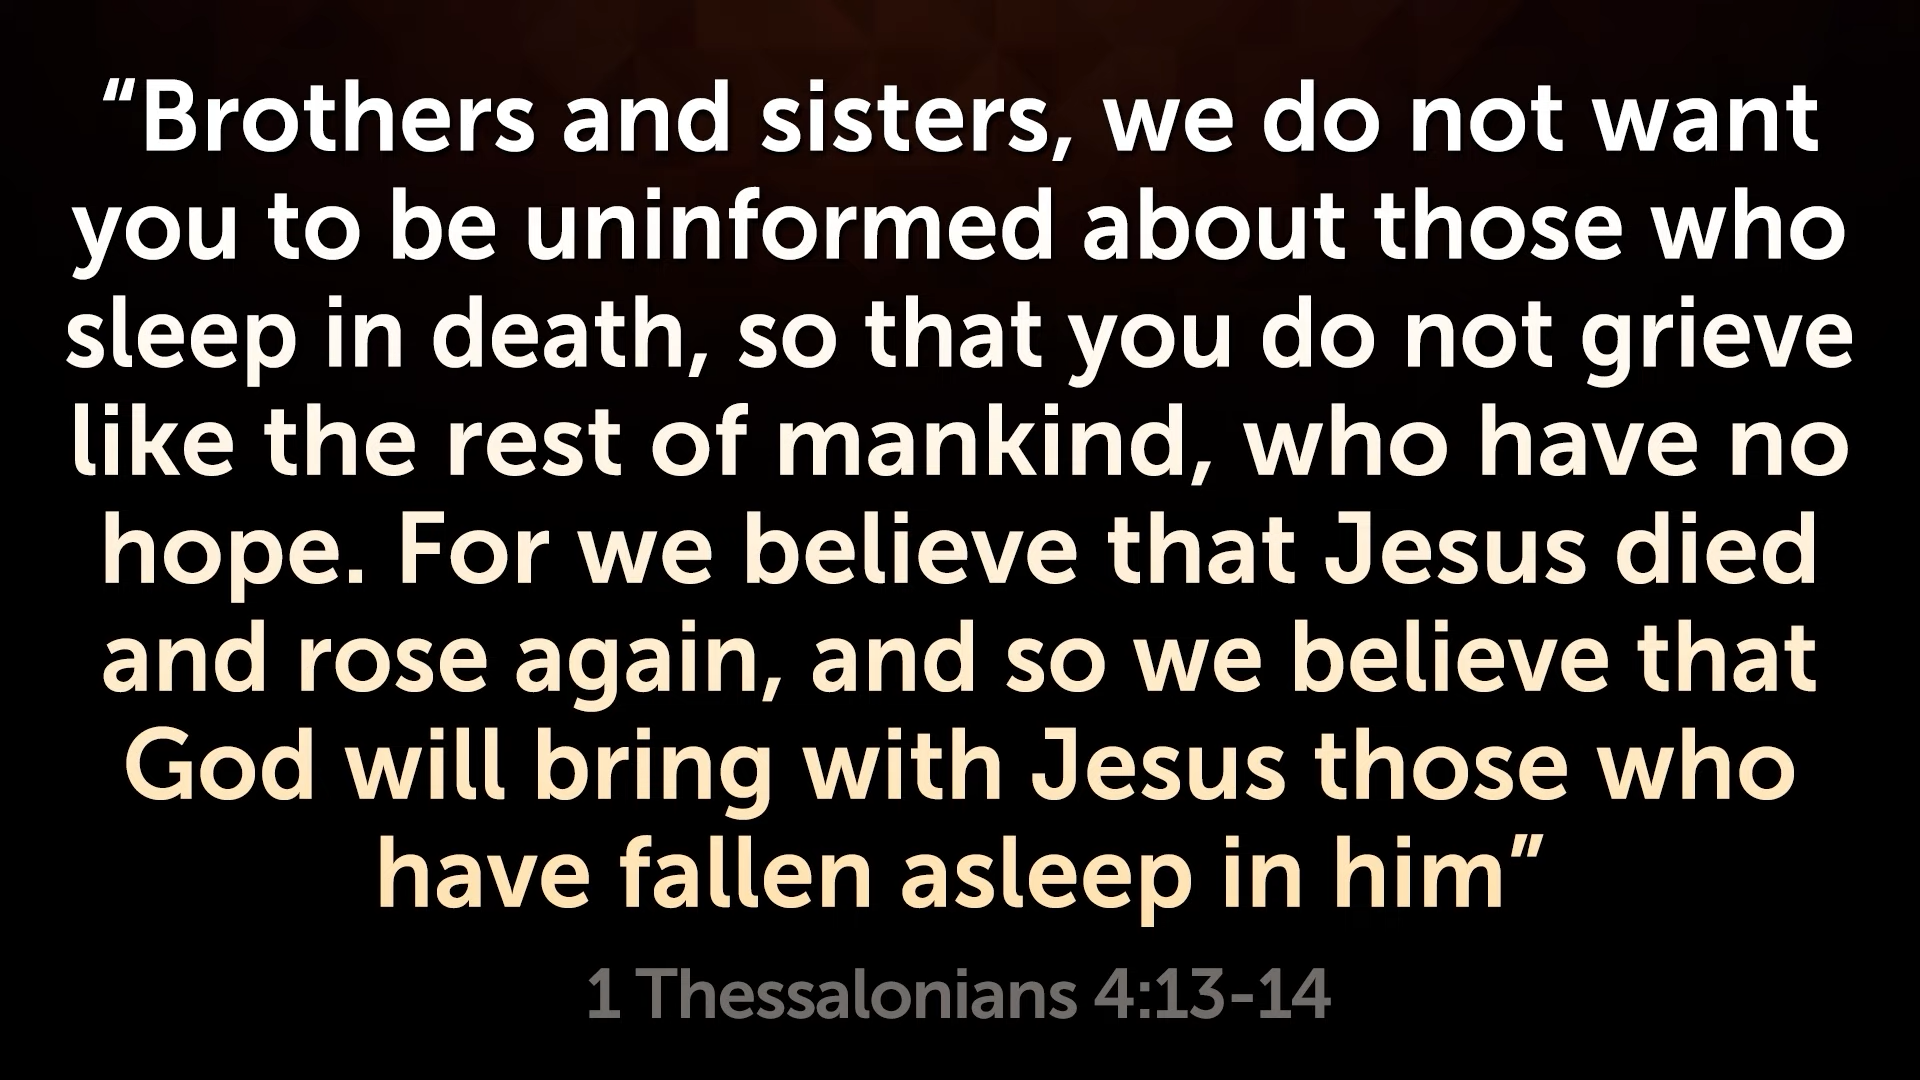 “Brothers and sisters, we do not want
you to be uninformed about those who
sleep in death, so that you do not grieve
like the rest of mankind, who have no
hope. For we believe that Jesus died
and rose again, and so we believe that
God will bring with Jesus those who
have fallen asleep in him”
1 Thessalonians 4:13-14